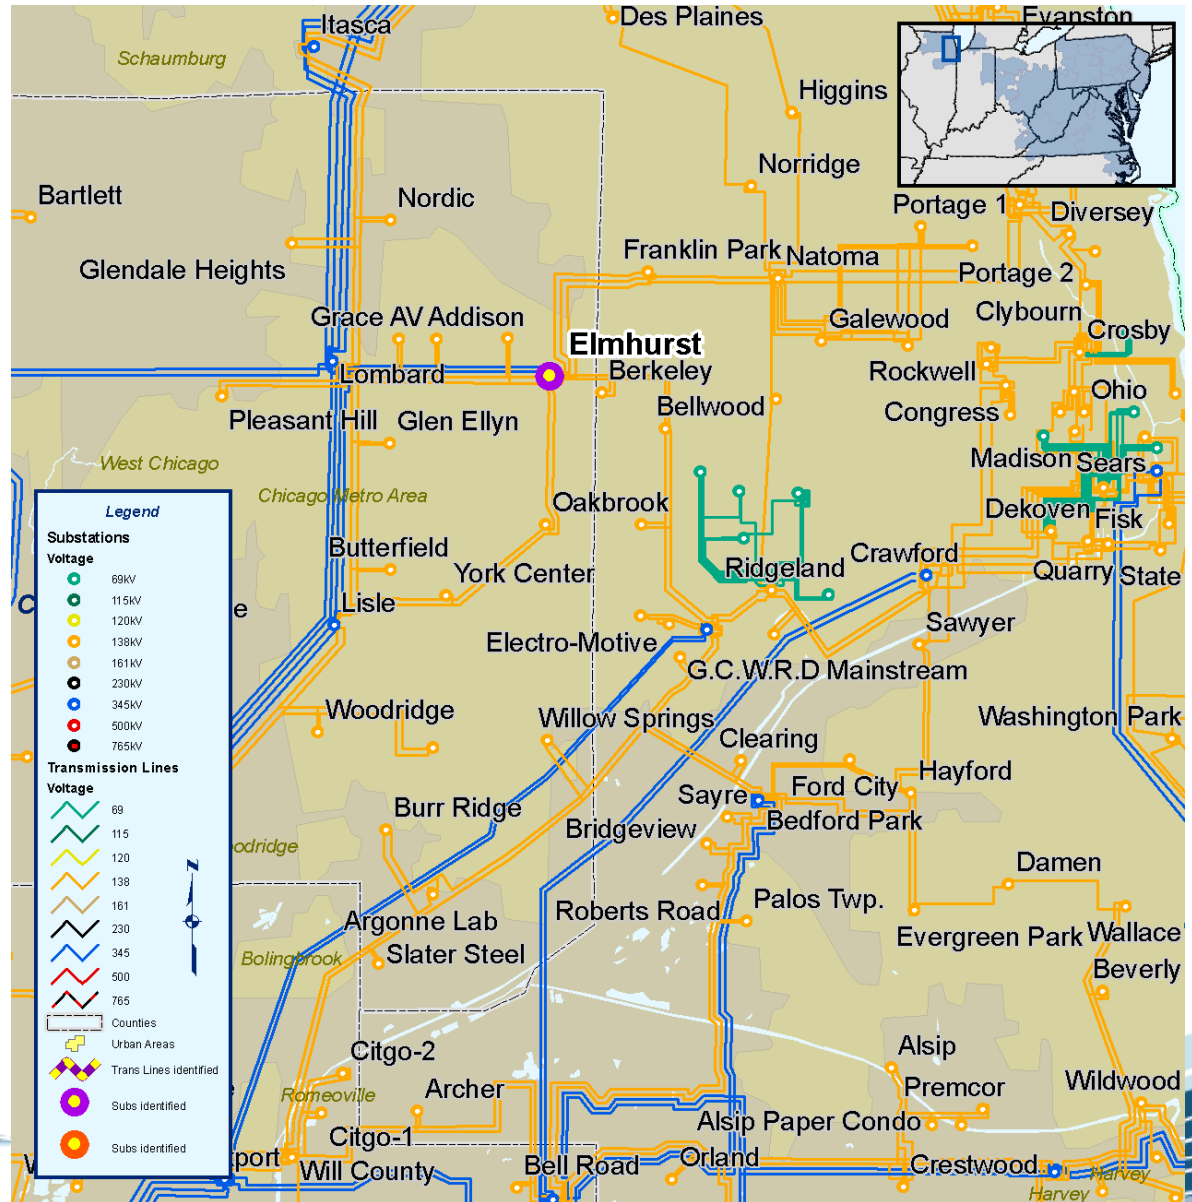 Itasca
Des Plaines
Evanston
Schaumburg
Higgins
Norridge
Bartlett
Nordic
Portage 1
Diversey
Franklin Park
Natoma
Glendale Heights
Portage 2
Clybourn
Grace AV
Addison
Galewood
Crosby
Elmhurst
Lombard
Berkeley
Rockwell
Ohio
Bellwood
Congress
Pleasant Hill
Glen Ellyn
West Chicago
Madison
Sears
Chicago Metro Area
Oakbrook
Dekoven
Fisk
Butterfield
York Center
Ridgeland
Crawford
Quarry
State
Lisle
Electro-Motive
Sawyer
G.C.W.R.D Mainstream
Woodridge
Willow Springs
Washington Park
Clearing
Hayford
Sayre
Ford City
Burr Ridge
Bridgeview
Bedford Park
odridge
Damen
Palos Twp.
Argonne Lab
Roberts Road
Evergreen Park
Wallace
Slater Steel
Bolingbrook
Beverly
Citgo-2
Alsip
Archer
Premcor
Wildwood
Romeoville
Alsip Paper Condo
Citgo-1
port
Will County
Bell Road
Orland
Crestwood
Harvey
Harvey
Legend
Substations
Voltage
69kV
115kV
120kV
138kV
161kV
230kV
345kV
500kV
765kV
Transmission Lines
Voltage
69
115
120
138
161
230
345
500
765
N
Counties
Urban Areas
Trans Lines identified
Subs identified
Subs identified